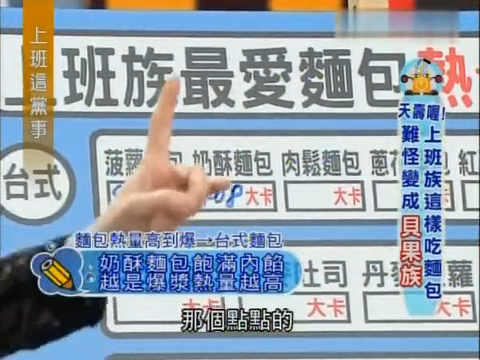 上班這黨事
上班族最愛麵包熱
天壽喔!上班族這樣吃麵包
難怪變成貝果族
台式
菠蘿 包 奶酥麵包 肉鬆麵包 蔥
大卡 大卡 大卡
麵包熱量高到爆→台式麵包
奶酥麵包飽滿內餡
越是爆漿熱量越高
吐司 丹 菠蘿
大卡 大卡
那個點點的